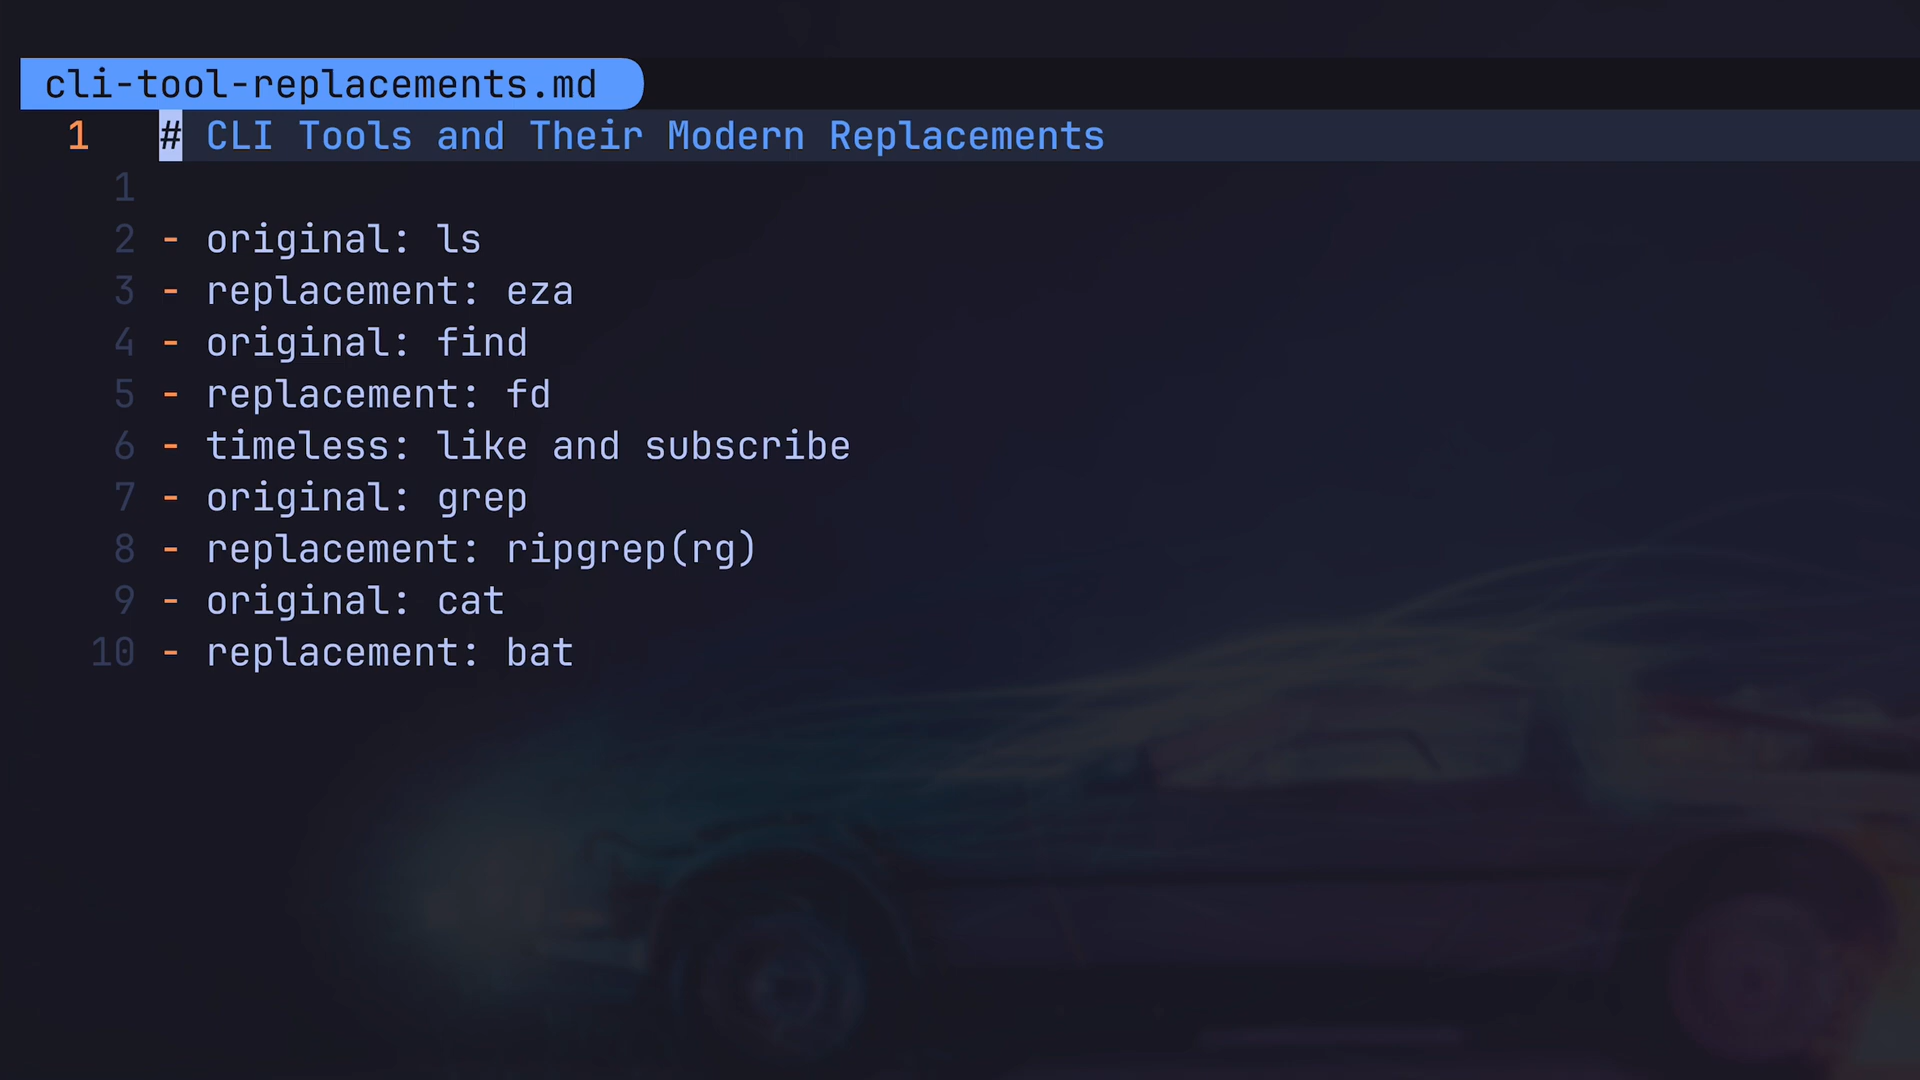 cli-tool-replacements.md
1 # CLI Tools and Their Modern Replacements
1
2 - original: ls
3 - replacement: eza
4 - original: find
5 - replacement: fd
6 - timeless: like and subscribe
7 - original: grep
8 - replacement: ripgrep(rg)
9 - original: cat
10 - replacement: bat